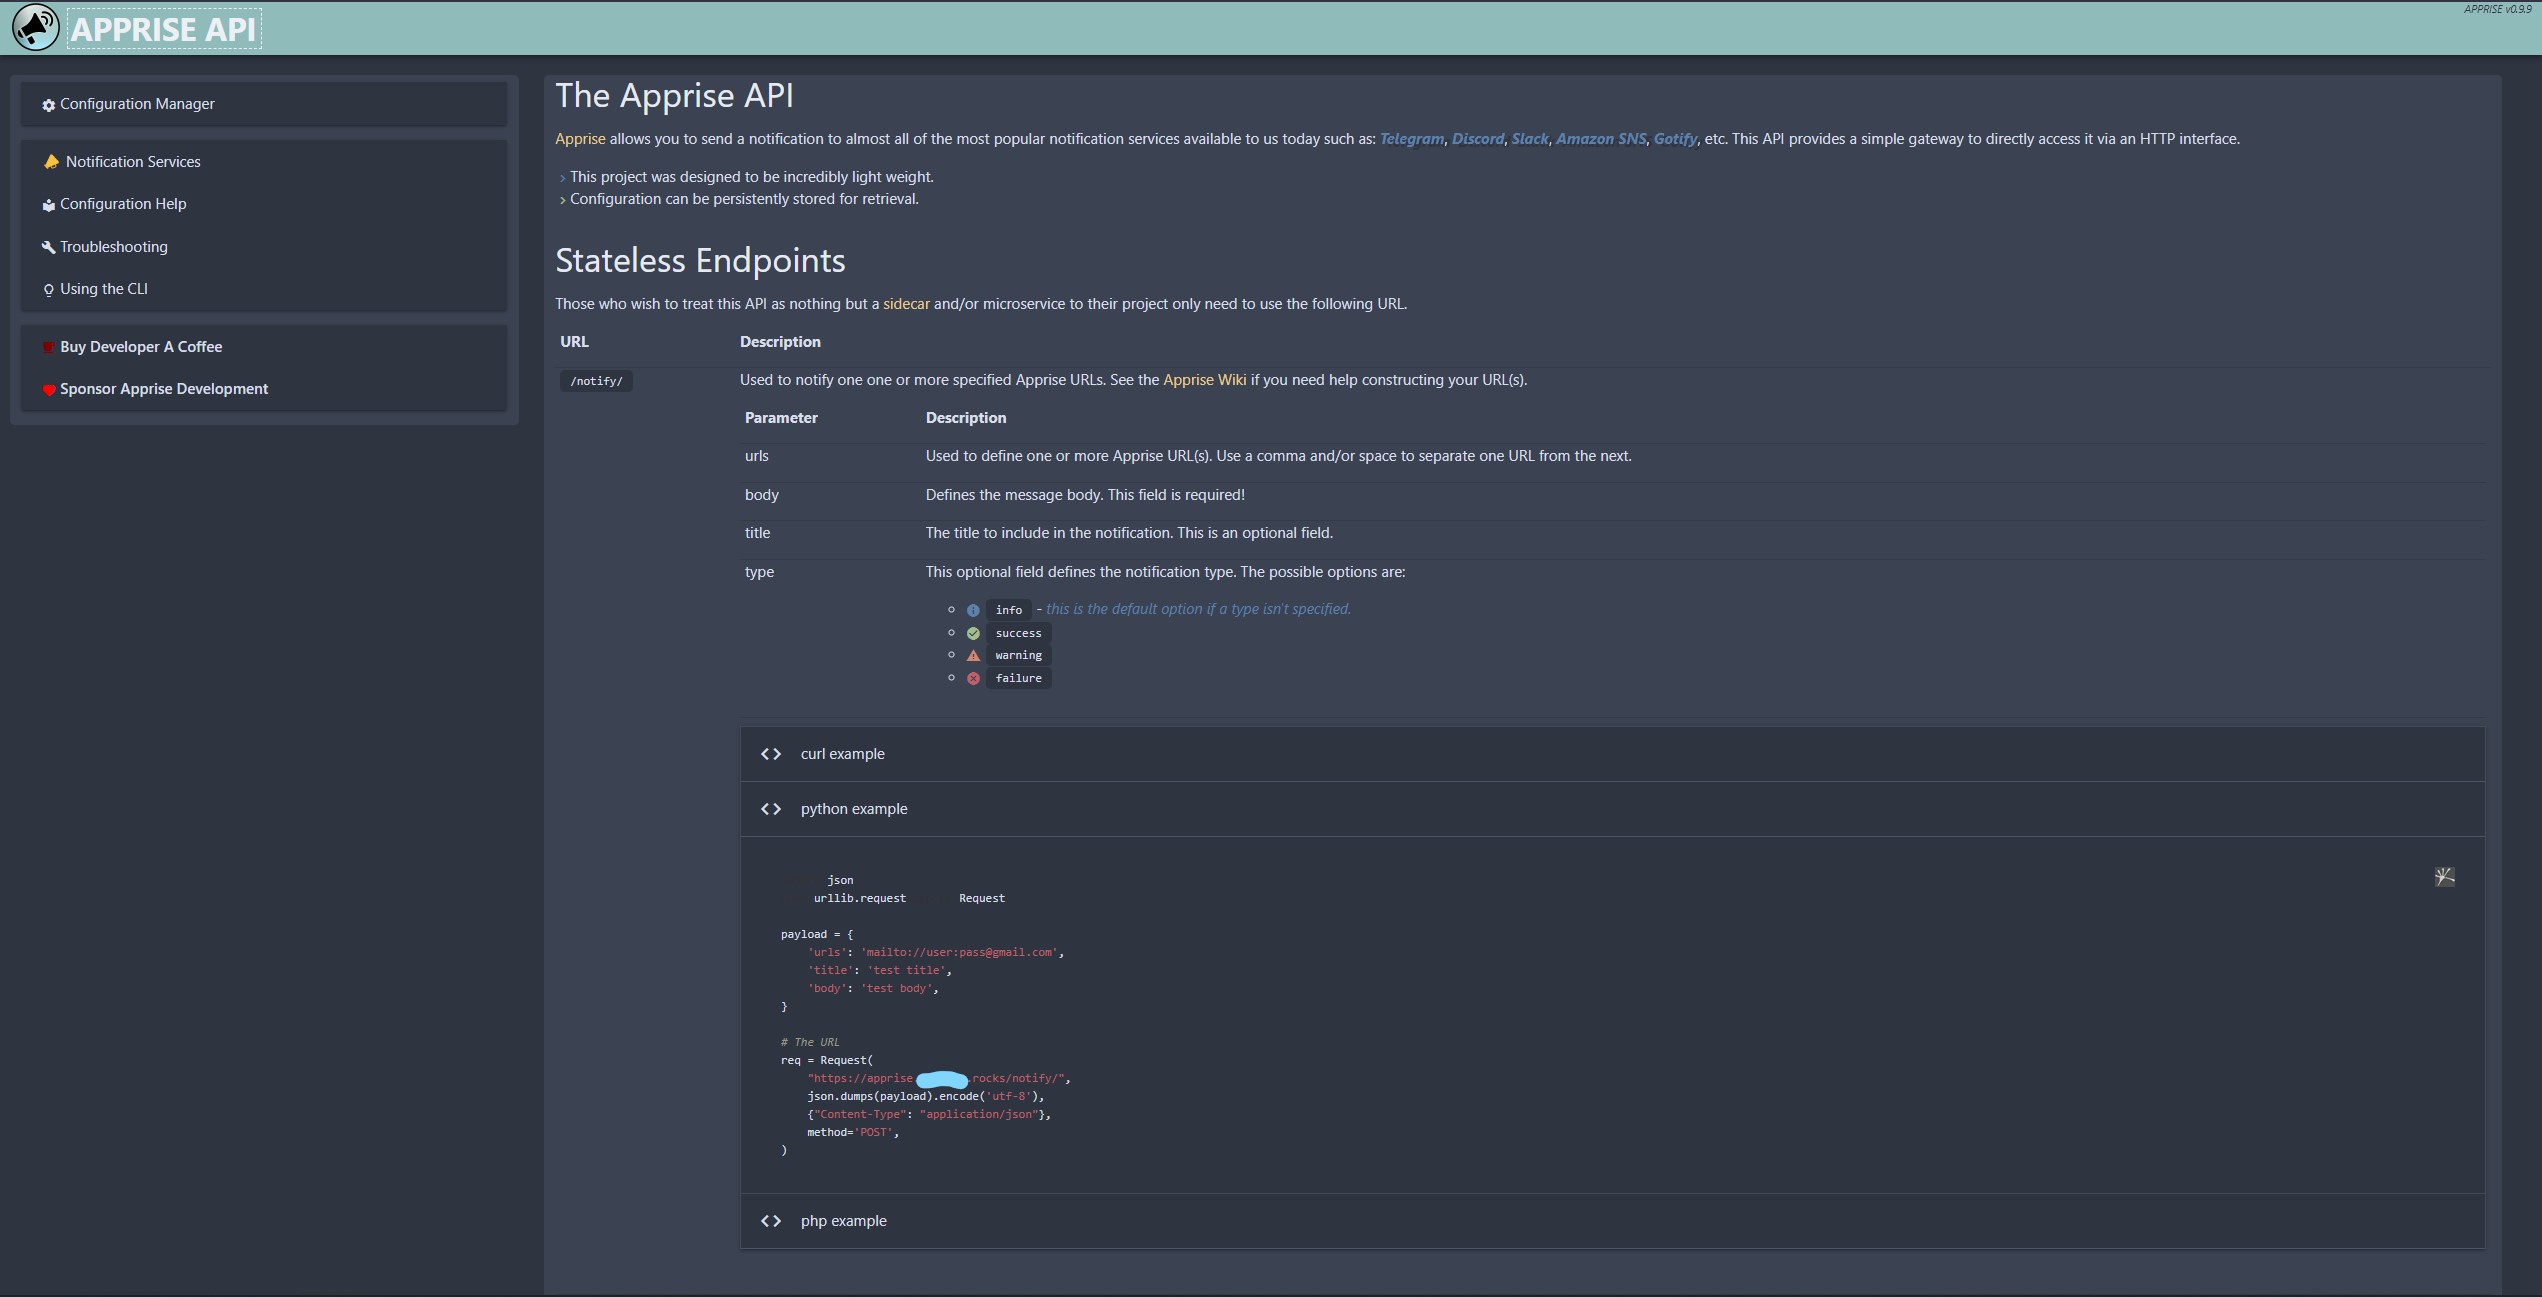 APPRISE API
APPRISE v0.9.9
Configuration Manager
Notification Services
Configuration Help
Troubleshooting
Using the CLI
Buy Developer A Coffee
Sponsor Apprise Development
The Apprise API
Apprise allows you to send a notification to almost all of the most popular notification services available to us today such as: Telegram, Discord, Slack, Amazon SNS, Gotify, etc. This API provides a simple gateway to directly access it via an HTTP interface.
This project was designed to be incredibly light weight.
Configuration can be persistently stored for retrieval.
Stateless Endpoints
Those who wish to treat this API as nothing but a sidecar and/or microservice to their project only need to use the following URL.
URL Description
/notify/ Used to notify one one or more specified Apprise URLs. See the Apprise Wiki if you need help constructing your URL(s).
Parameter Description
urls Used to define one or more Apprise URL(s). Use a comma and/or space to separate one URL from the next.
body Defines the message body. This field is required!
title The title to include in the notification. This is an optional field.
type This optional field defines the notification type. The possible options are:
info - this is the default option if a type isn't specified.
success
warning
failure
curl example
python example
json
urllib.request Request
payload = {
'urls': 'mailto://user:pass@gmail.com',
'title': 'test title',
'body': 'test body',
}
# The URL
req = Request(
"https://apprise .rocks/notify/",
json.dumps(payload).encode('utf-8'),
{"Content-Type": "application/json"},
method='POST',
)
php example